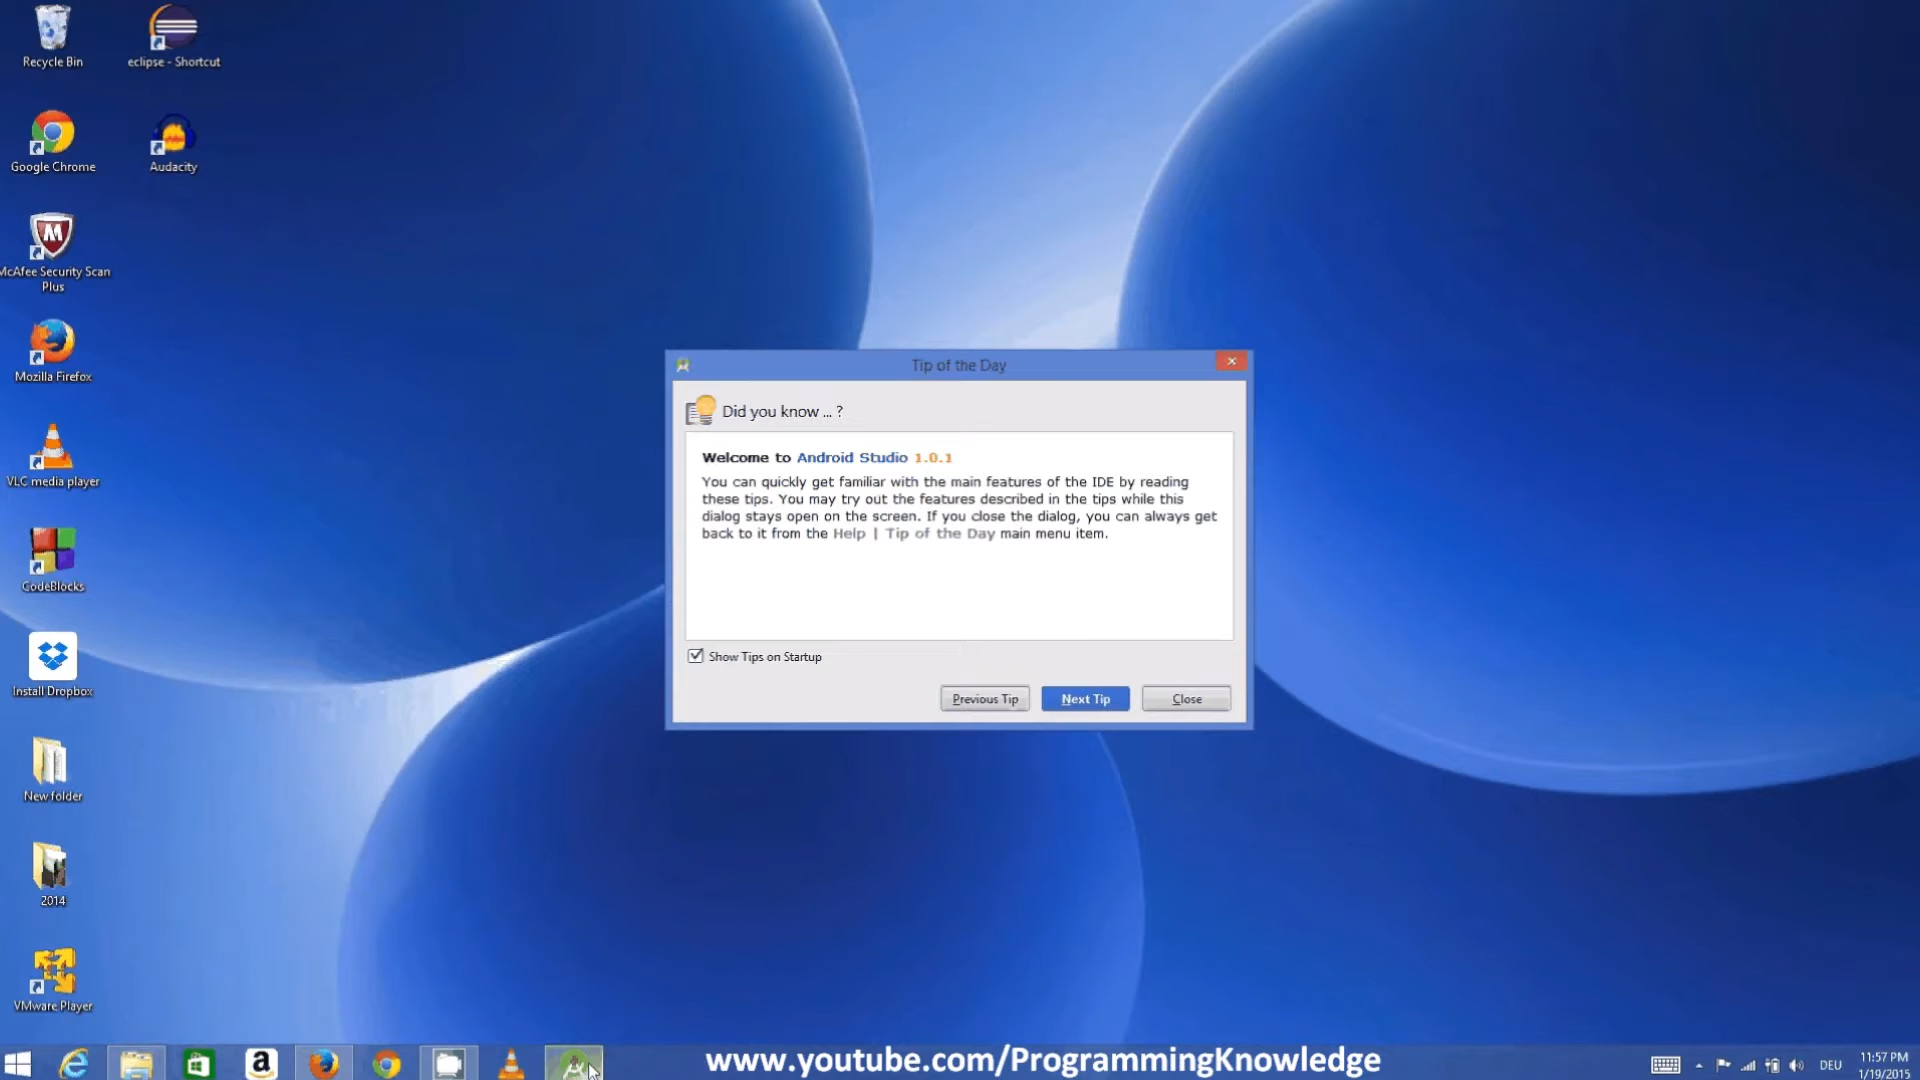 Recycle Bin
eclipse - Shortcut
Google Chrome
Audacity
McAfee Security Scan
Plus
Mozilla Firefox
VLC media player
CodeBlocks
Install Dropbox
New folder
2014
VMware Player
Tip of the Day
Did you know ... ?
Welcome to Android Studio 1.0.1
You can quickly get familiar with the main features of the IDE by reading
these tips. You may try out the features described in the tips while this
dialog stays open on the screen. If you close the dialog, you can always get
back to it from the Help | Tip of the Day main menu item.
Show Tips on Startup
Previous Tip
Next Tip
Close
www.youtube.com/ProgrammingKnowledge
DEU
11:57 PM
1/19/2015